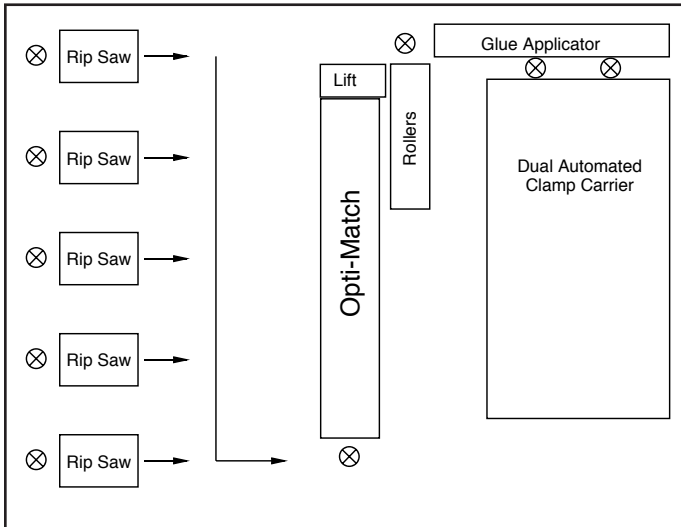 Rip Saw
Rip Saw
Rip Saw
Rip Saw
Rip Saw
Lift
Opti-Match
Rollers
Glue Applicator
Dual Automated
Clamp Carrier